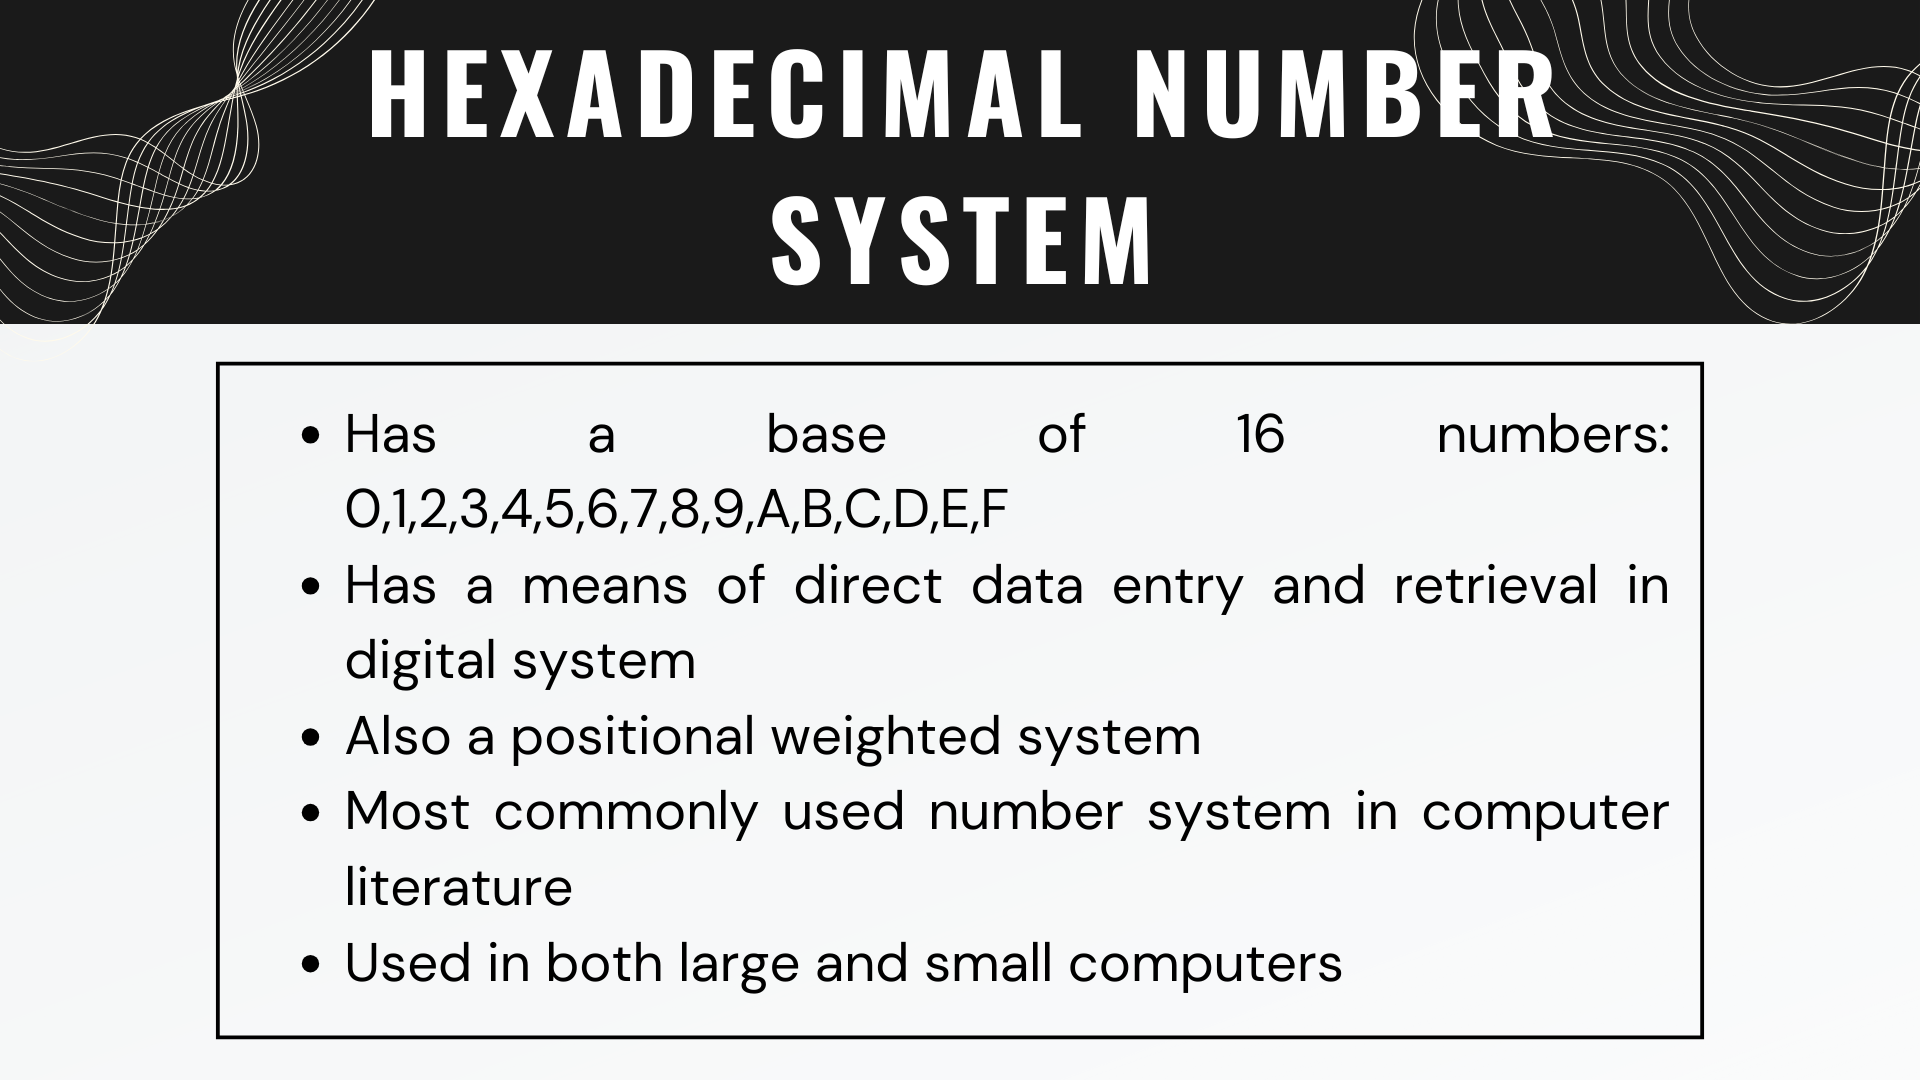 HEXADECIMAL NUMBER
SYSTEM
• Has a base of 16 numbers:
0,1,2,3,4,5,6,7,8,9,A,B,C,D,E,F
• Has a means of direct data entry and retrieval in
digital system
• Also a positional weighted system
• Most commonly used number system in computer
literature
• Used in both large and small computers